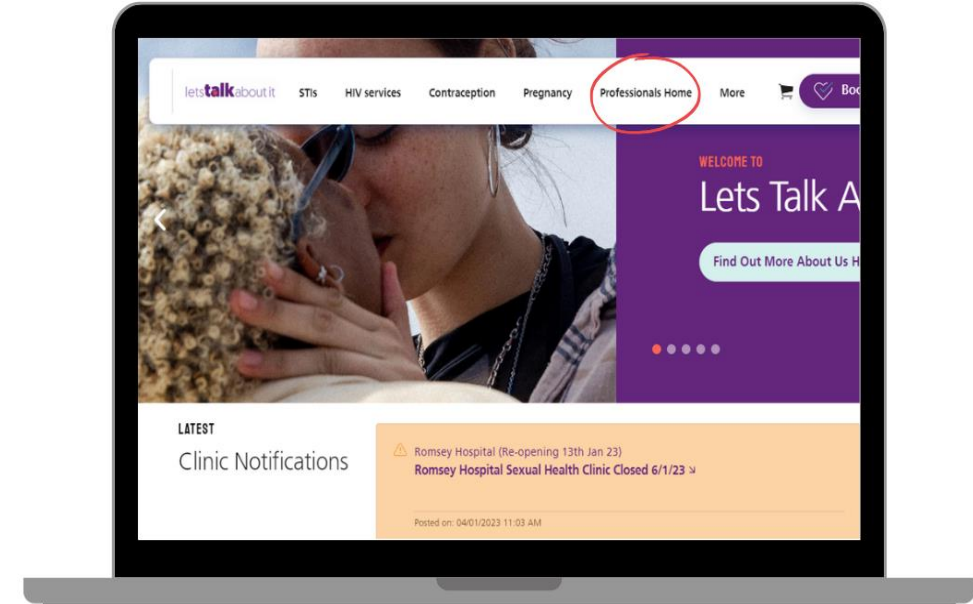 letstalkaboutit STIs HIV services Contraception Pregnancy Professionals Home More Boo
WELCOME TO
Lets Talk A
Find Out More About Us H
LATEST
Clinic Notifications
Romsey Hospital (Re-opening 13th Jan 23)
Romsey Hospital Sexual Health Clinic Closed 6/1/23
Posted on: 04/01/2023 11:03 AM